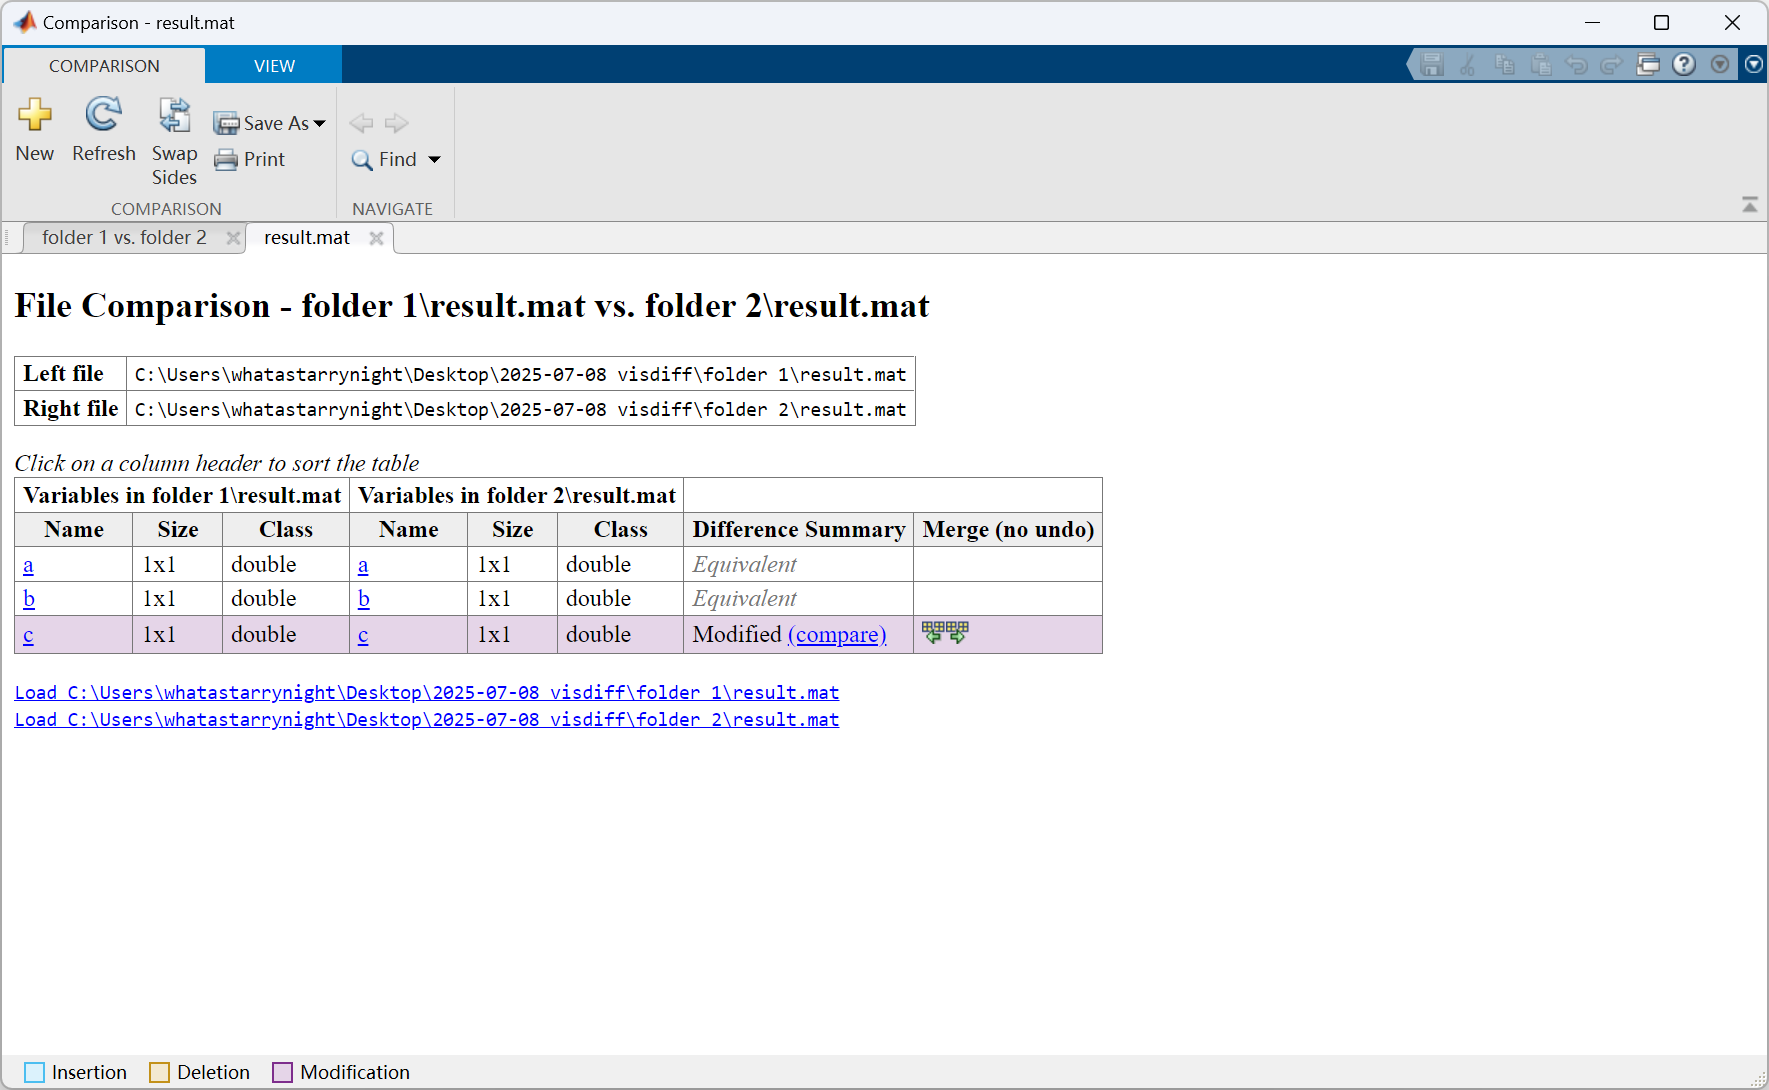 Comparison - result.mat
COMPARISON VIEW
New Refresh Swap Sides Save As Print
Find
COMPARISON NAVIGATE
folder 1 vs. folder 2 result.mat
File Comparison - folder 1\result.mat vs. folder 2\result.mat
Left file C:\Users\whatastarrynight\Desktop\2025-07-08 visdiff\folder 1\result.mat
Right file C:\Users\whatastarrynight\Desktop\2025-07-08 visdiff\folder 2\result.mat
Click on a column header to sort the table
Variables in folder 1\result.mat Variables in folder 2\result.mat
Name Size Class Name Size Class Difference Summary Merge (no undo)
a 1x1 double a 1x1 double Equivalent
b 1x1 double b 1x1 double Equivalent
c 1x1 double c 1x1 double Modified (compare)
Load C:\Users\whatastarrynight\Desktop\2025-07-08 visdiff\folder 1\result.mat
Load C:\Users\whatastarrynight\Desktop\2025-07-08 visdiff\folder 2\result.mat
Insertion Deletion Modification